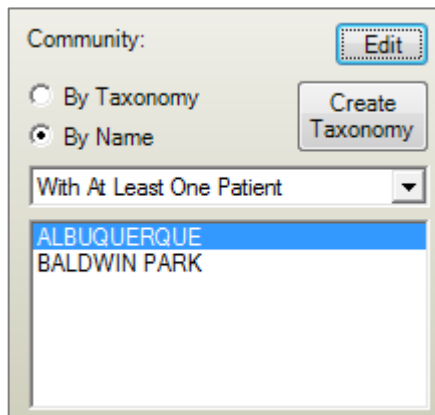 Community:
Edit
By Taxonomy
By Name
Create
Taxonomy
With At Least One Patient
ALBUQUERQUE
BALDWIN PARK